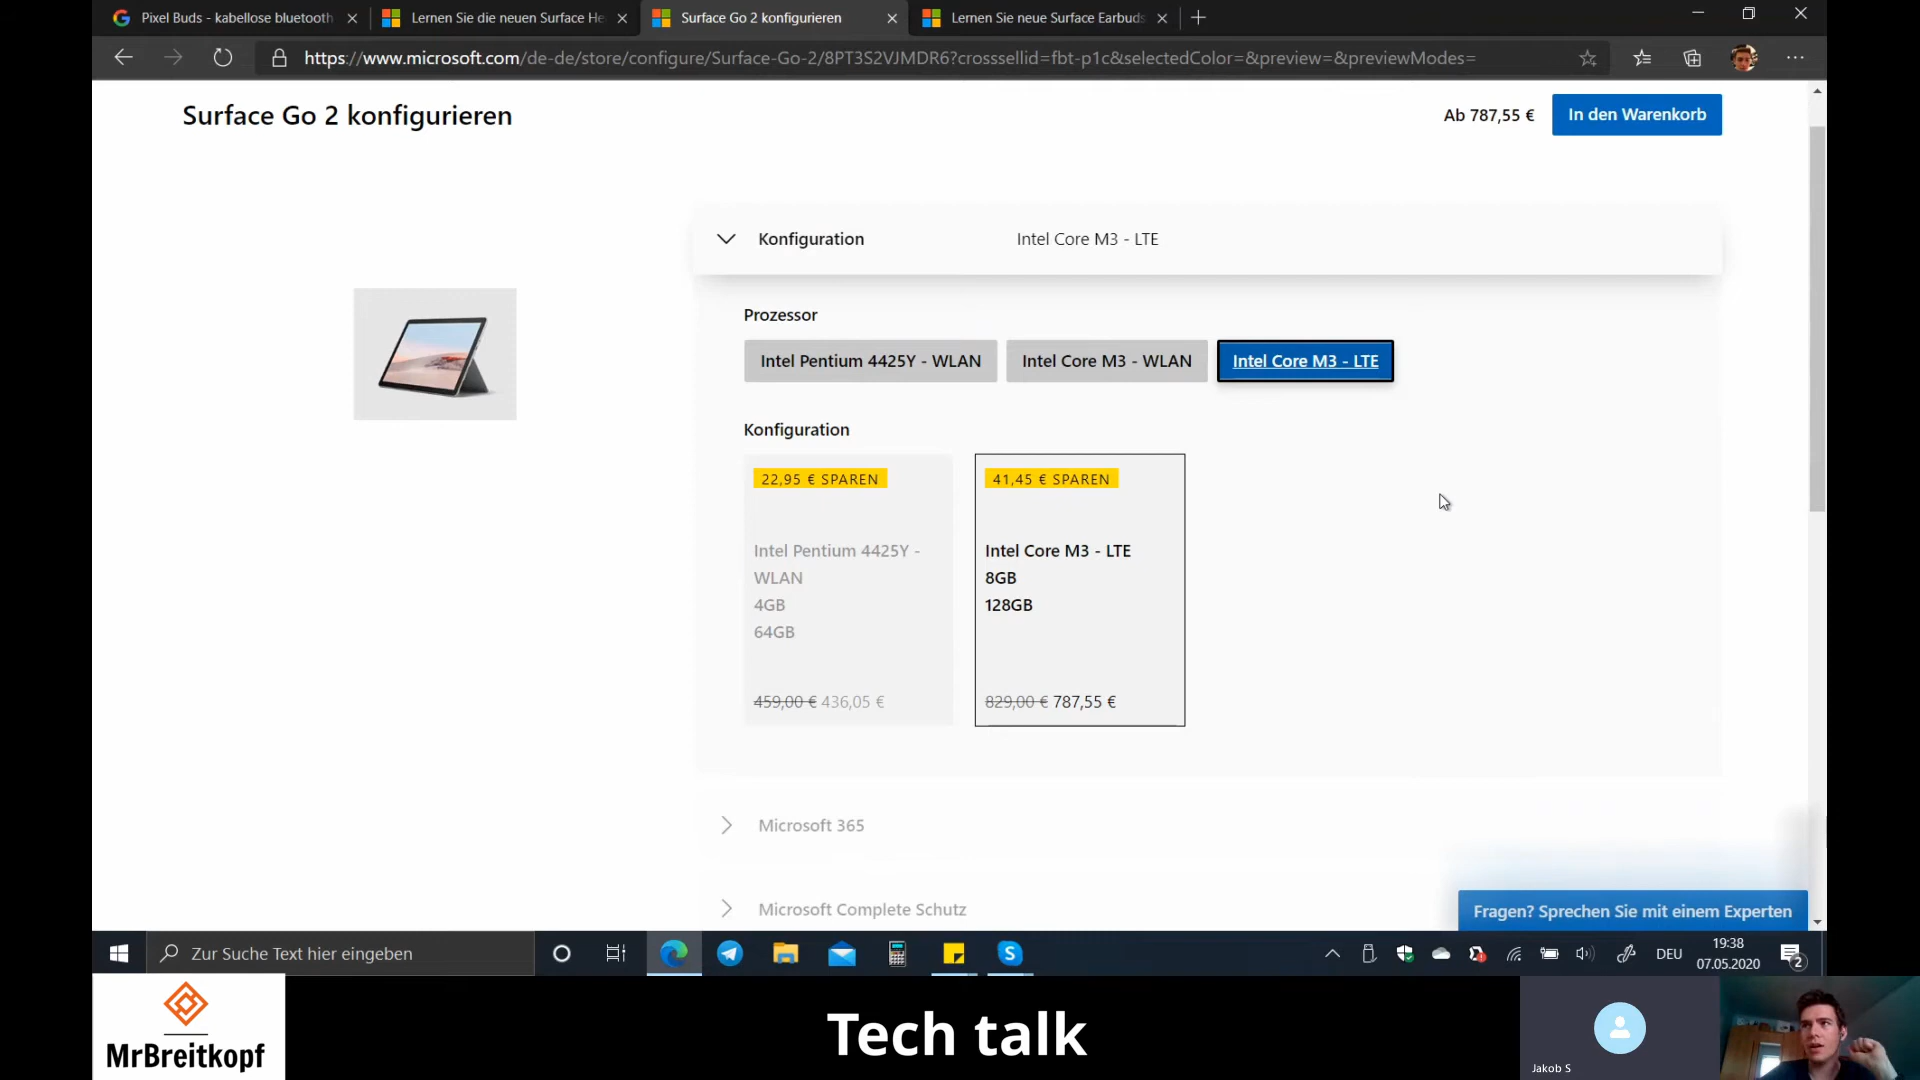 Pixel Buds - kabellose bluetooth
Lernen Sie die neuen Surface He
Surface Go 2 konfigurieren
Lernen Sie neue Surface Earbuds
https://www.microsoft.com/de-de/store/configure/Surface-Go-2/8PT3S2VJMDR6?crosssellid=fbt-p1c&selectedColor=&preview=&previewModes=
Surface Go 2 konfigurieren
Ab 787,55 €
In den Warenkorb
Konfiguration
Intel Core M3 - LTE
Prozessor
Intel Pentium 4425Y - WLAN
Intel Core M3 - WLAN
Intel Core M3 - LTE
Konfiguration
22,95 € SPAREN
Intel Pentium 4425Y -
WLAN
4GB
64GB
459,00 € 436,05 €
41,45 € SPAREN
Intel Core M3 - LTE
8GB
128GB
829,00 € 787,55 €
Microsoft 365
Microsoft Complete Schutz
Fragen? Sprechen Sie mit einem Experten
Zur Suche Text hier eingeben
DEU
19:38
07.05.2020
2
MrBreitkopf
Tech talk
Jakob S